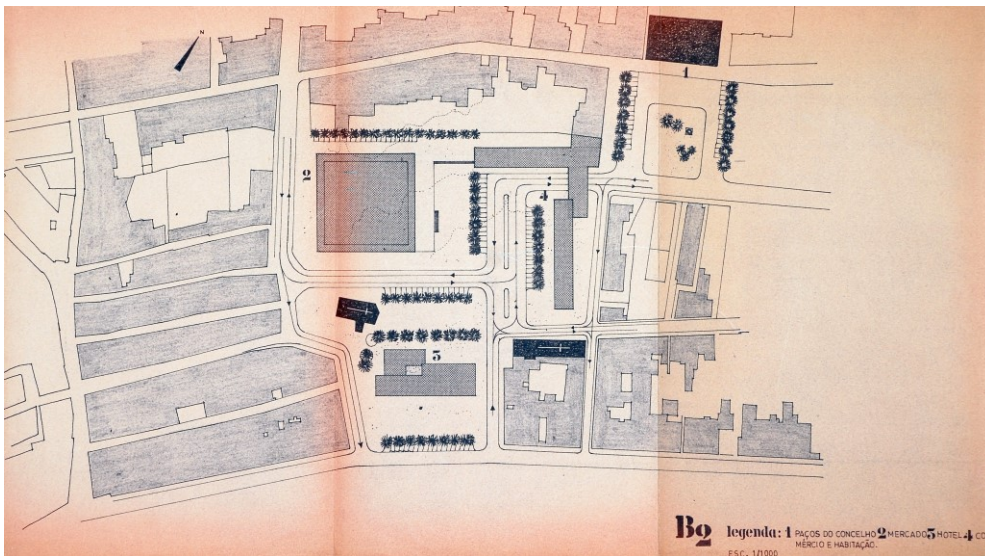 N
1
2
4
3
B2 legenda: 1 PAÇOS DO CONCELHO 2 MERCADO 3 HOTEL 4 CO
MÉRCIO E HABITAÇÃO.
ESC. 1/1000